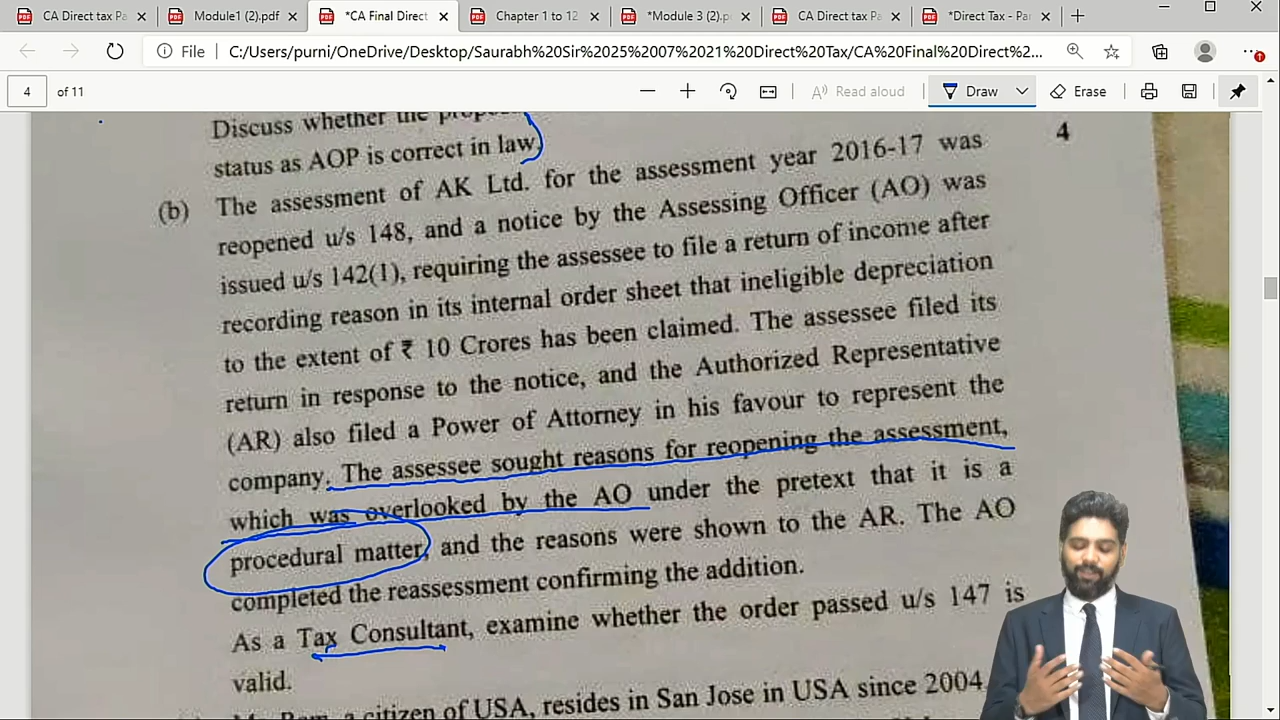 CA Direct tax Pa
Module1 (2).pdf
*CA Final Direct
Chapter 1 to 12
*Module 3 (2).p
CA Direct tax Pa
*Direct Tax - Par
File
C:/Users/purni/OneDrive/Desktop/Saurabh%20Sir%2025%2007%2021%20Direct%20Tax/CA%20Final%20Direct%2...
4 of 11
Read aloud
Draw
Erase
Discuss whether the
status as AOP is correct in law.
4
(b) The assessment of AK Ltd. for the assessment year 2016-17 was
reopened u/s 148, and a notice by the Assessing Officer (AO) was
issued u/s 142(1), requiring the assessee to file a return of income after
recording reason in its internal order sheet that ineligible depreciation
to the extent of ₹ 10 Crores has been claimed. The assessee filed its
return in response to the notice, and the Authorized Representative
(AR) also filed a Power of Attorney in his favour to represent the
company. The assessee sought reasons for reopening the assessment,
which was overlooked by the AO under the pretext that it is a
procedural matter, and the reasons were shown to the AR. The AO
completed the reassessment confirming the addition.
As a Tax Consultant, examine whether the order passed u/s 147 is
valid.
a citizen of USA, resides in San Jose in USA since 2004